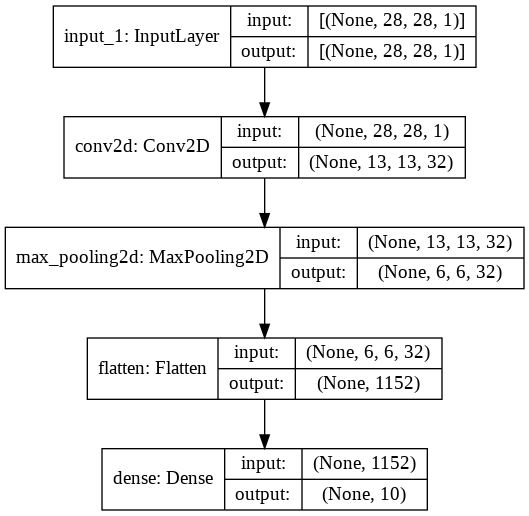 input_1: InputLayer
input: [(None, 28, 28, 1)]
output: [(None, 28, 28, 1)]
conv2d: Conv2D
input: (None, 28, 28, 1)
output: (None, 13, 13, 32)
max_pooling2d: MaxPooling2D
input: (None, 13, 13, 32)
output: (None, 6, 6, 32)
flatten: Flatten
input: (None, 6, 6, 32)
output: (None, 1152)
dense: Dense
input: (None, 1152)
output: (None, 10)